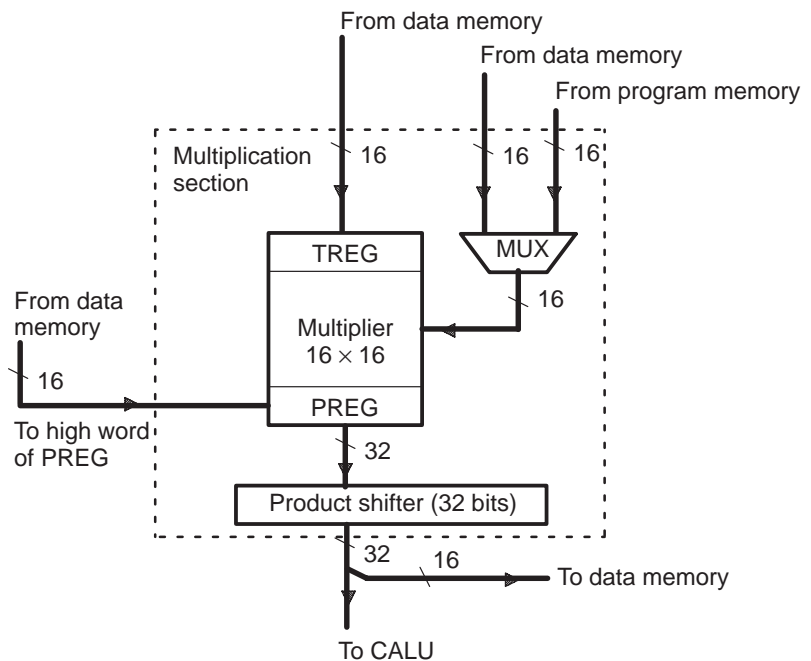 From data memory
From data memory
From program memory
Multiplication
section
16
16
16
TREG
MUX
16
From data
memory
Multiplier
16 × 16
16
PREG
To high word
of PREG
32
Product shifter (32 bits)
32
16
To data memory
To CALU